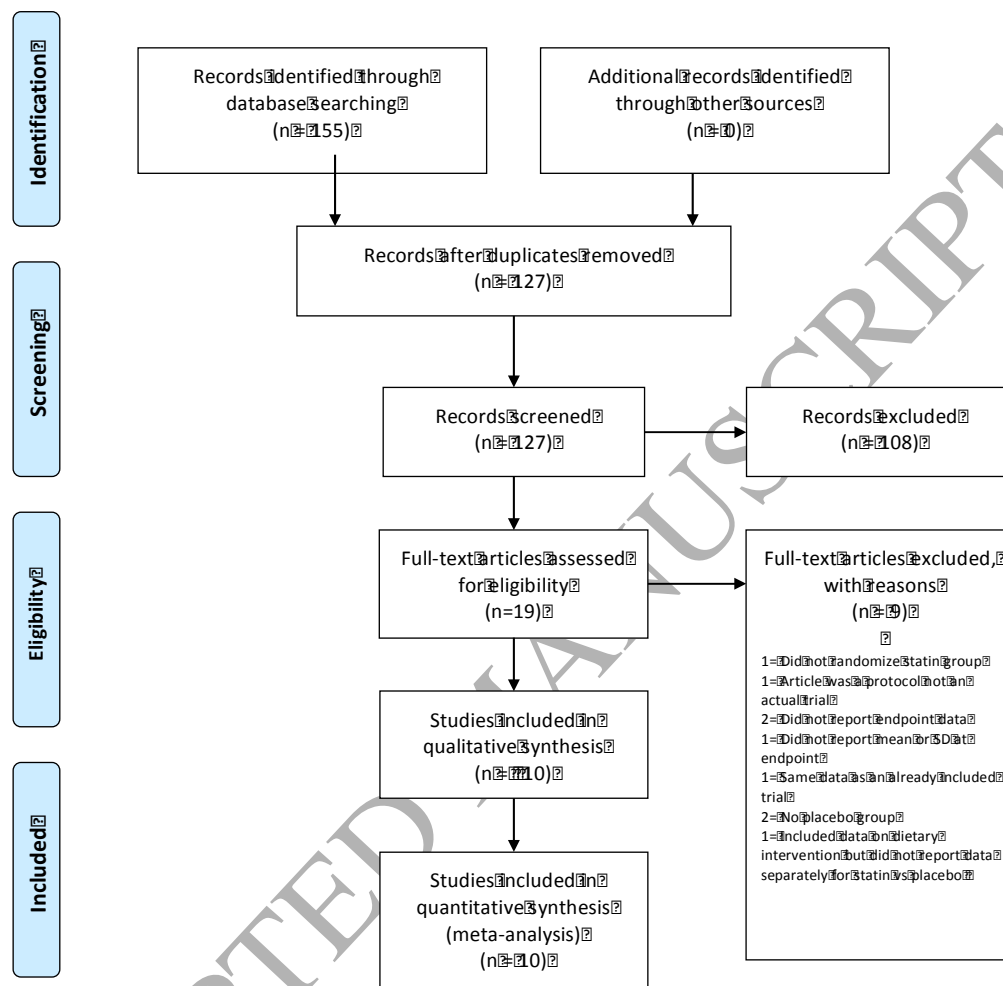 Identification
Records identified through
database searching
(n = 155)
Additional records identified
through other sources
(n = 0)
Records after duplicates removed
(n = 127)
Screening
Records screened
(n = 127)
Records excluded
(n = 108)
Eligibility
Full-text articles assessed
for eligibility
(n=19)
Full-text articles excluded,
with reasons
(n = 9)
1= Did not randomize statin group
1= Article was a protocol not an
actual trial
2= Did not report endpoint data
1= Did not report mean or SD at
endpoint
1= Same data as an already included
trial
2= No placebo group
1= Included data on dietary
intervention but did not report data
separately for statin vs placebo
Studies included in
qualitative synthesis
(n = 10)
Included
Studies included in
quantitative synthesis
(meta-analysis)
(n = 10)
PTED MANUSCRIPT